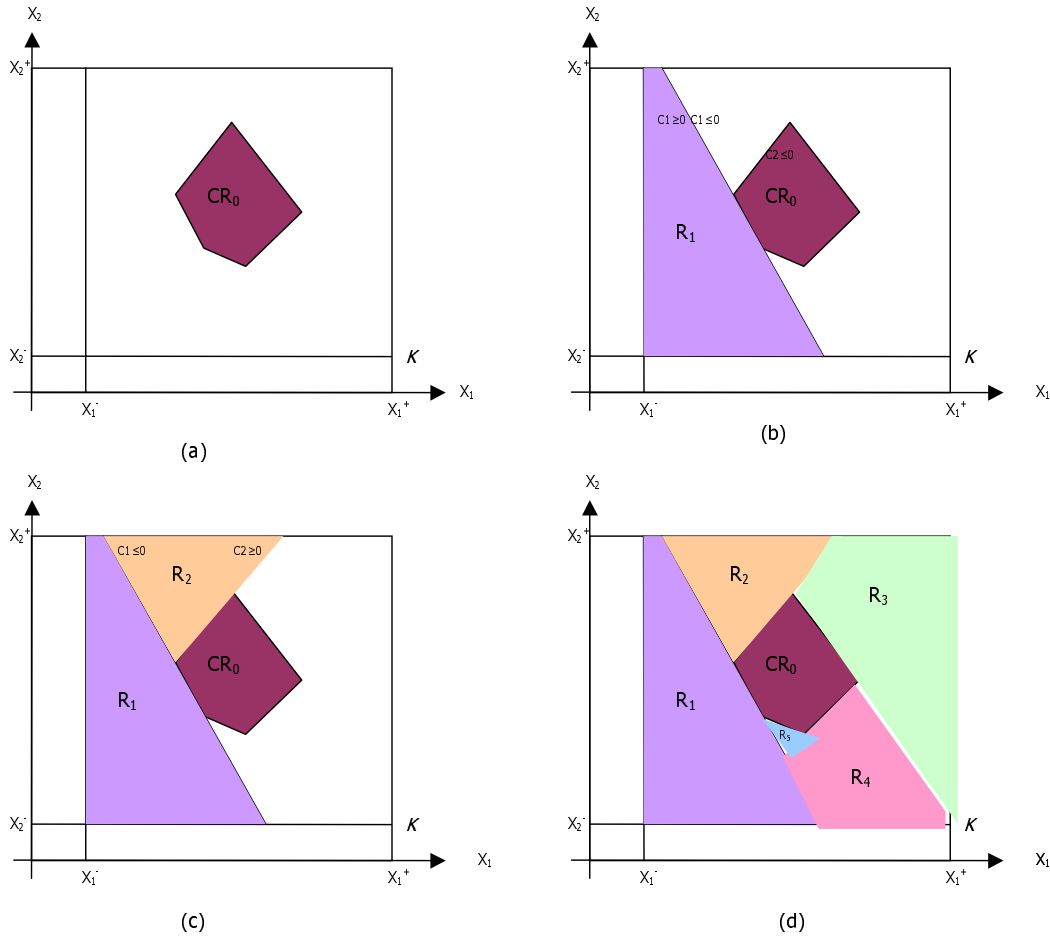 X₂
X₂⁺
CR₀
X₂⁻
K
X₁
X₁⁻
X₁⁺
(a)
X₂
X₂⁺
C1 ≥0 C1 ≤0
C2 ≤0
CR₀
R₁
X₂⁻
K
X₁
X₁⁻
X₁⁺
(b)
X₂
X₂⁺
C1 ≤0
C2 ≥0
R₂
CR₀
R₁
X₂⁻
K
X₁
X₁⁻
X₁⁺
(c)
X₂
X₂⁺
R₂
R₃
CR₀
R₁
R₅
R₄
X₂⁻
K
X₁
X₁⁻
X₁⁺
(d)